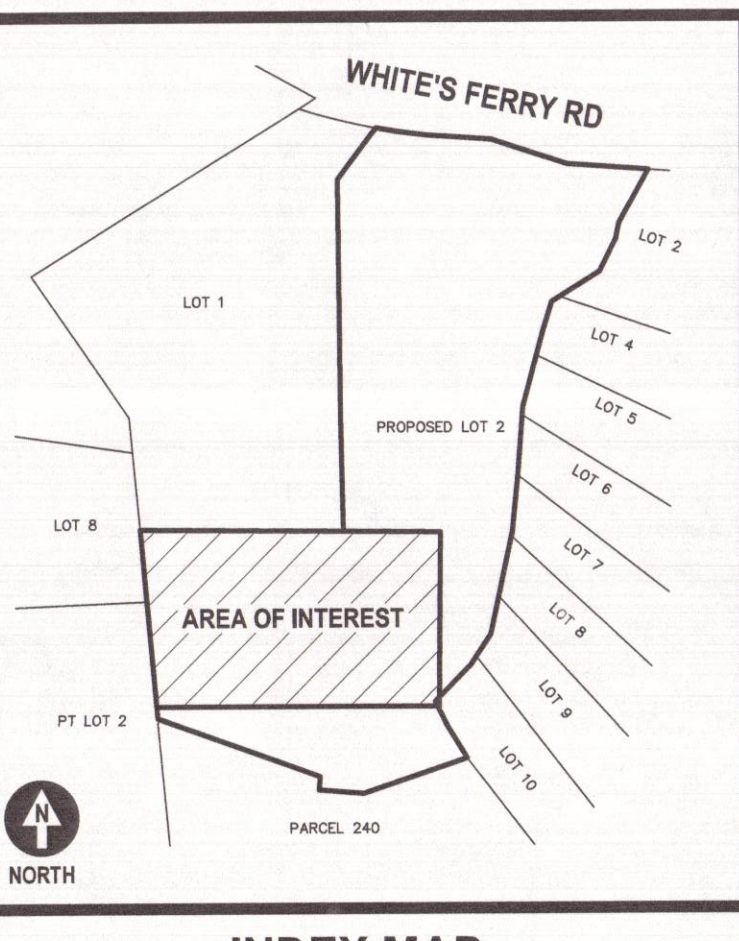 WHITE'S FERRY RD
LOT 2
LOT 1
LOT 4
LOT 5
PROPOSED LOT 2
LOT 6
LOT 8
LOT 7
AREA OF INTEREST
LOT 8
LOT 9
PT LOT 2
LOT 10
N
PARCEL 240
NORTH
INDEX MAP